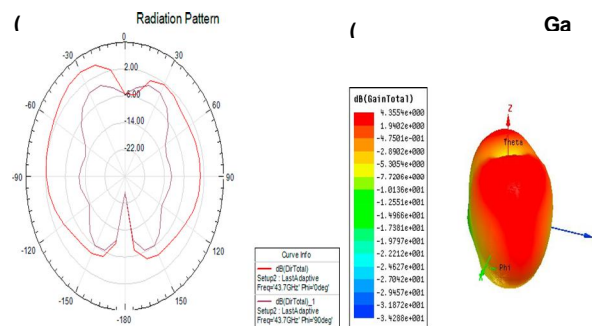 (
Radiation Pattern
(
Ga
0
-30
30
2.00
-6.00
-60
60
-14.00
-22.00
-90
90
-120
120
-150
150
-180
Curve Info
dB(DirTotal)
Setup2 : LastAdaptive
Freq='43.7GHz' Phi='0deg'
dB(DirTotal)_1
Setup2 : LastAdaptive
Freq='43.7GHz' Phi='90deg'
dB(GainTotal)
4.3554e+000
1.9402e+000
-4.7501e-001
-2.8902e+000
-5.3054e+000
-7.7206e+000
-1.0136e+001
-1.2551e+001
-1.4966e+001
-1.7381e+001
-1.9797e+001
-2.2212e+001
-2.4627e+001
-2.7042e+001
-2.9457e+001
-3.1872e+001
-3.4288e+001
Z
Theta
Phi